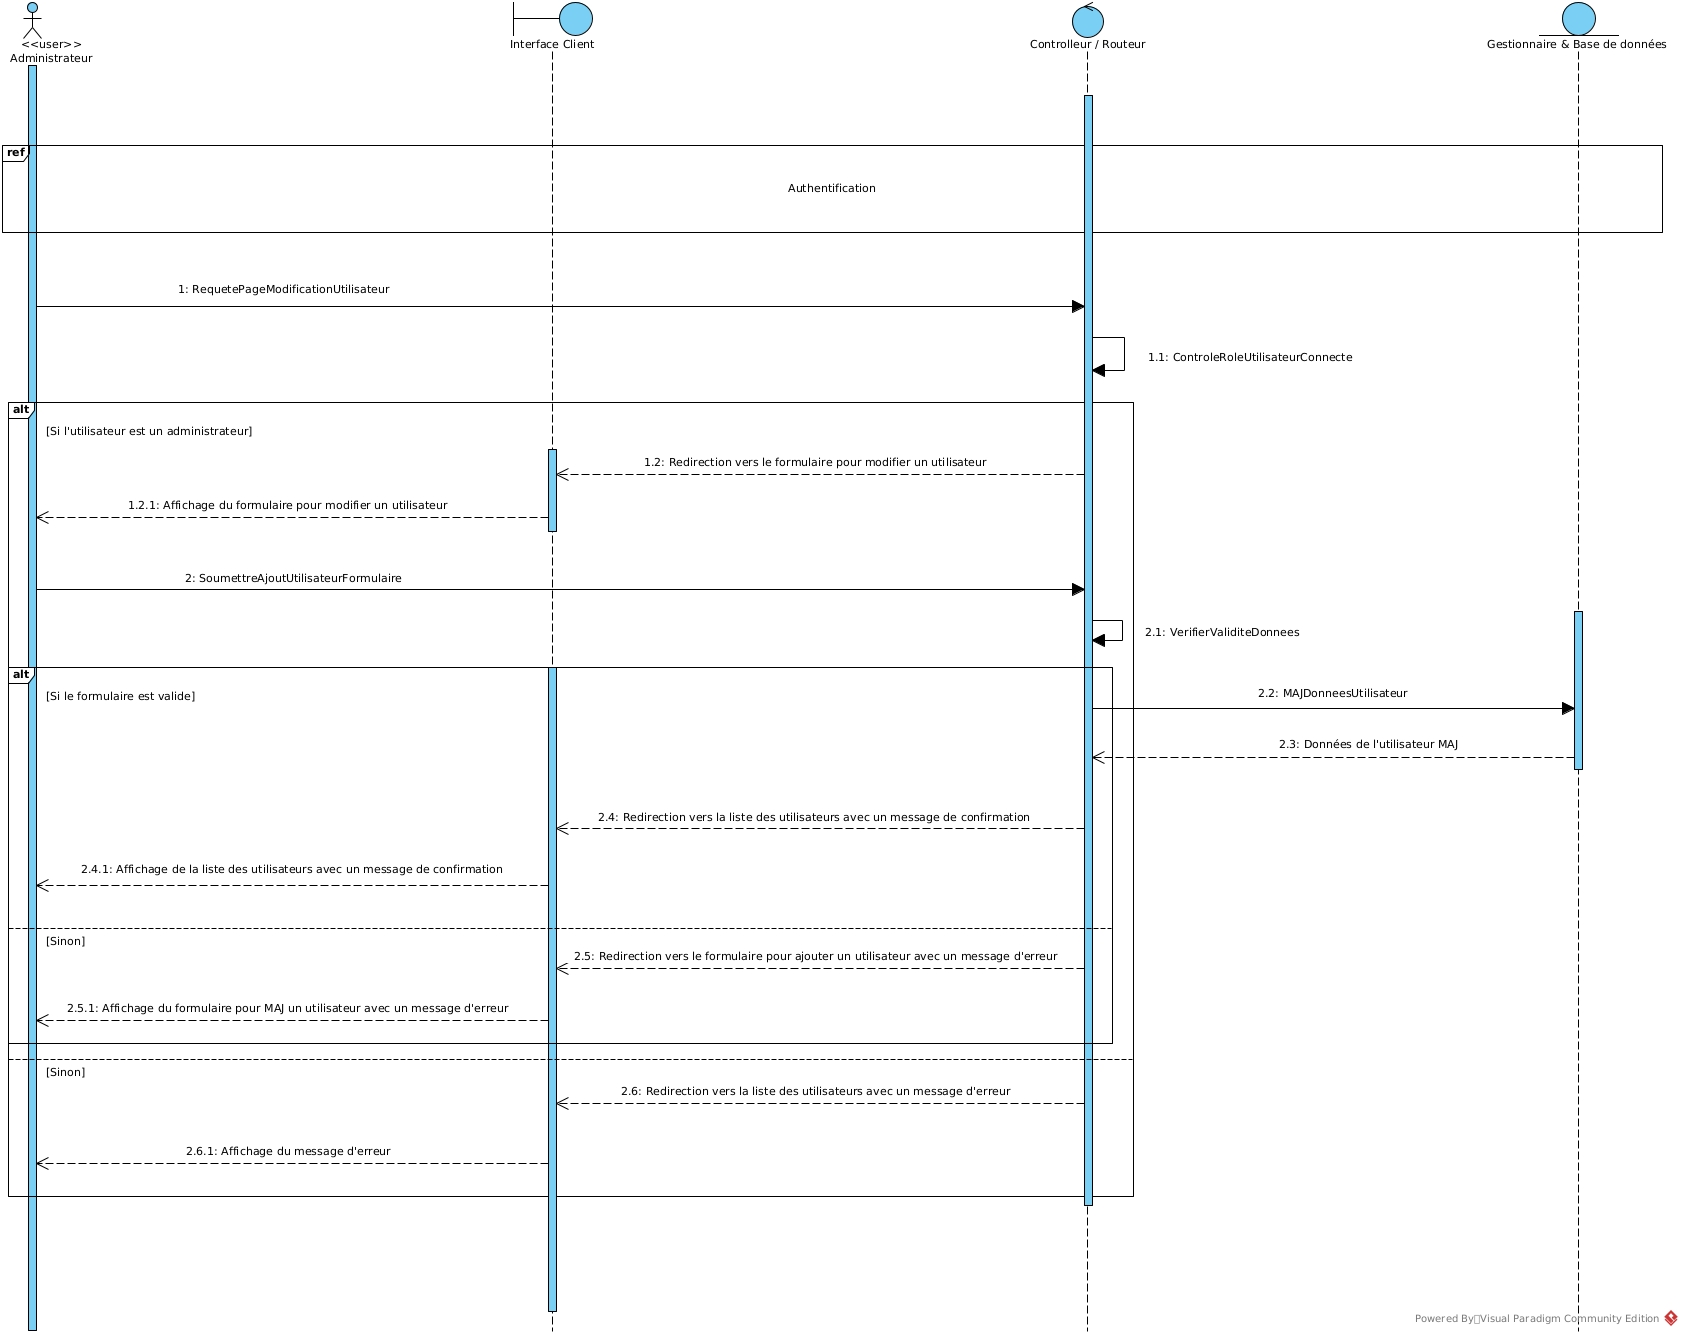 <<user>>
Administrateur
Interface Client
Controlleur / Routeur
Gestionnaire & Base de données
ref
Authentification
1: RequetePageModificationUtilisateur
1.1: ControleRoleUtilisateurConnecte
alt
[Si l'utilisateur est un administrateur]
1.2: Redirection vers le formulaire pour modifier un utilisateur
1.2.1: Affichage du formulaire pour modifier un utilisateur
2: SoumettreAjoutUtilisateurFormulaire
2.1: VerifierValiditeDonnees
alt
[Si le formulaire est valide]
2.2: MAJDonneesUtilisateur
2.3: Données de l'utilisateur MAJ
2.4: Redirection vers la liste des utilisateurs avec un message de confirmation
2.4.1: Affichage de la liste des utilisateurs avec un message de confirmation
[Sinon]
2.5: Redirection vers le formulaire pour ajouter un utilisateur avec un message d'erreur
2.5.1: Affichage du formulaire pour MAJ un utilisateur avec un message d'erreur
[Sinon]
2.6: Redirection vers la liste des utilisateurs avec un message d'erreur
2.6.1: Affichage du message d'erreur
Powered By Visual Paradigm Community Edition